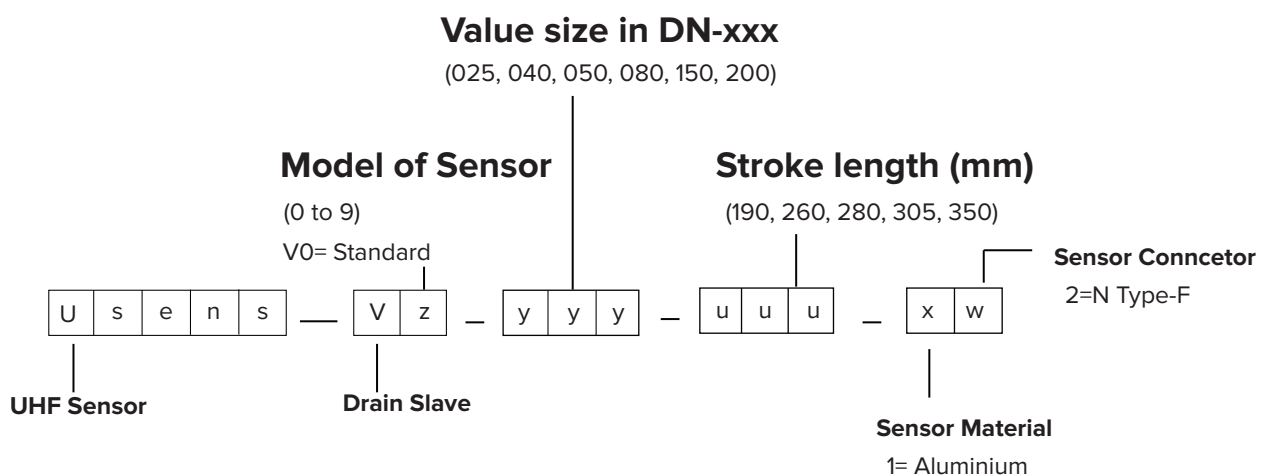 Value size in DN-xxx
(025, 040, 050, 080, 150, 200)
Model of Sensor
(0 to 9)
V0= Standard
Stroke length (mm)
(190, 260, 280, 305, 350)
Sensor Conncetor
2=N Type-F
U s e n s — V z – y y y – u u u – x w
UHF Sensor
Drain Slave
Sensor Material
1= Aluminium